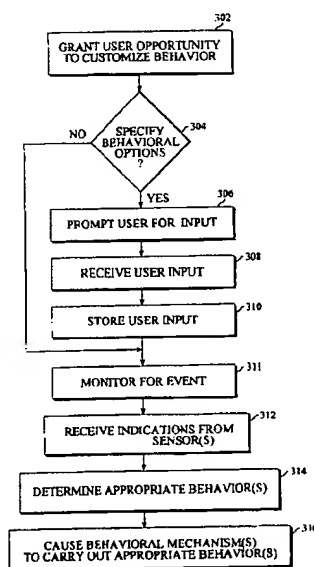 302
GRANT USER OPPORTUNITY
TO CUSTOMIZE BEHAVIOR
304
NO
SPECIFY
BEHAVIORAL
OPTIONS
?
YES
306
PROMPT USER FOR INPUT
308
RECEIVE USER INPUT
310
STORE USER INPUT
311
MONITOR FOR EVENT
312
RECEIVE INDICATIONS FROM
SENSOR(S)
314
DETERMINE APPROPRIATE BEHAVIOR(S)
316
CAUSE BEHAVIORAL MECHANISM(S)
TO CARRY OUT APPROPRIATE BEHAVIOR(S)